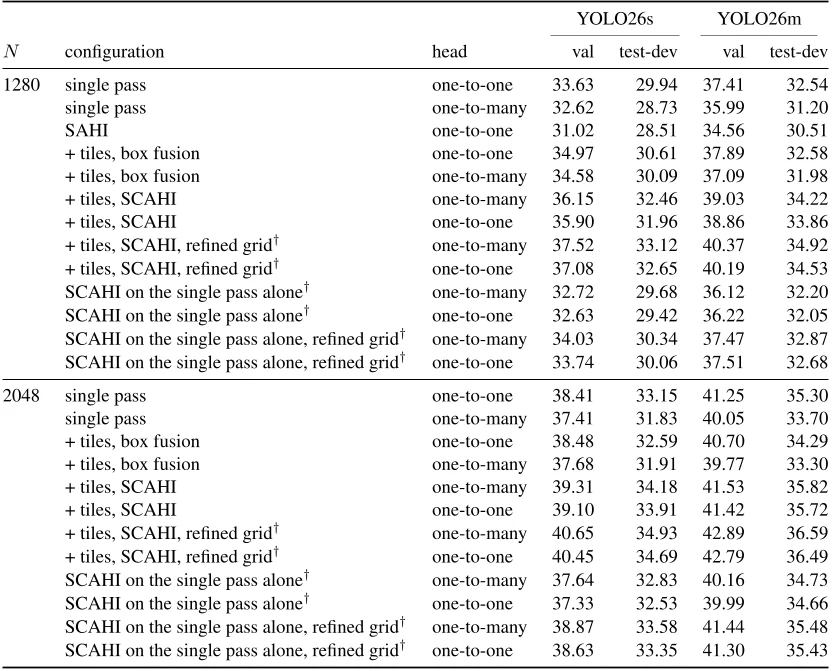 YOLO26s YOLO26m
N configuration head val test-dev val test-dev
1280 single pass one-to-one 33.63 29.94 37.41 32.54
single pass one-to-many 32.62 28.73 35.99 31.20
SAHI one-to-one 31.02 28.51 34.56 30.51
+ tiles, box fusion one-to-one 34.97 30.61 37.89 32.58
+ tiles, box fusion one-to-many 34.58 30.09 37.09 31.98
+ tiles, SCAHI one-to-many 36.15 32.46 39.03 34.22
+ tiles, SCAHI one-to-one 35.90 31.96 38.86 33.86
+ tiles, SCAHI, refined grid† one-to-many 37.52 33.12 40.37 34.92
+ tiles, SCAHI, refined grid† one-to-one 37.08 32.65 40.19 34.53
SCAHI on the single pass alone† one-to-many 32.72 29.68 36.12 32.20
SCAHI on the single pass alone† one-to-one 32.63 29.42 36.22 32.05
SCAHI on the single pass alone, refined grid† one-to-many 34.03 30.34 37.47 32.87
SCAHI on the single pass alone, refined grid† one-to-one 33.74 30.06 37.51 32.68
2048 single pass one-to-one 38.41 33.15 41.25 35.30
single pass one-to-many 37.41 31.83 40.05 33.70
+ tiles, box fusion one-to-one 38.48 32.59 40.70 34.29
+ tiles, box fusion one-to-many 37.68 31.91 39.77 33.30
+ tiles, SCAHI one-to-many 39.31 34.18 41.53 35.82
+ tiles, SCAHI one-to-one 39.10 33.91 41.42 35.72
+ tiles, SCAHI, refined grid† one-to-many 40.65 34.93 42.89 36.59
+ tiles, SCAHI, refined grid† one-to-one 40.45 34.69 42.79 36.49
SCAHI on the single pass alone† one-to-many 37.64 32.83 40.16 34.73
SCAHI on the single pass alone† one-to-one 37.33 32.53 39.99 34.66
SCAHI on the single pass alone, refined grid† one-to-many 38.87 33.58 41.44 35.48
SCAHI on the single pass alone, refined grid† one-to-one 38.63 33.35 41.30 35.43